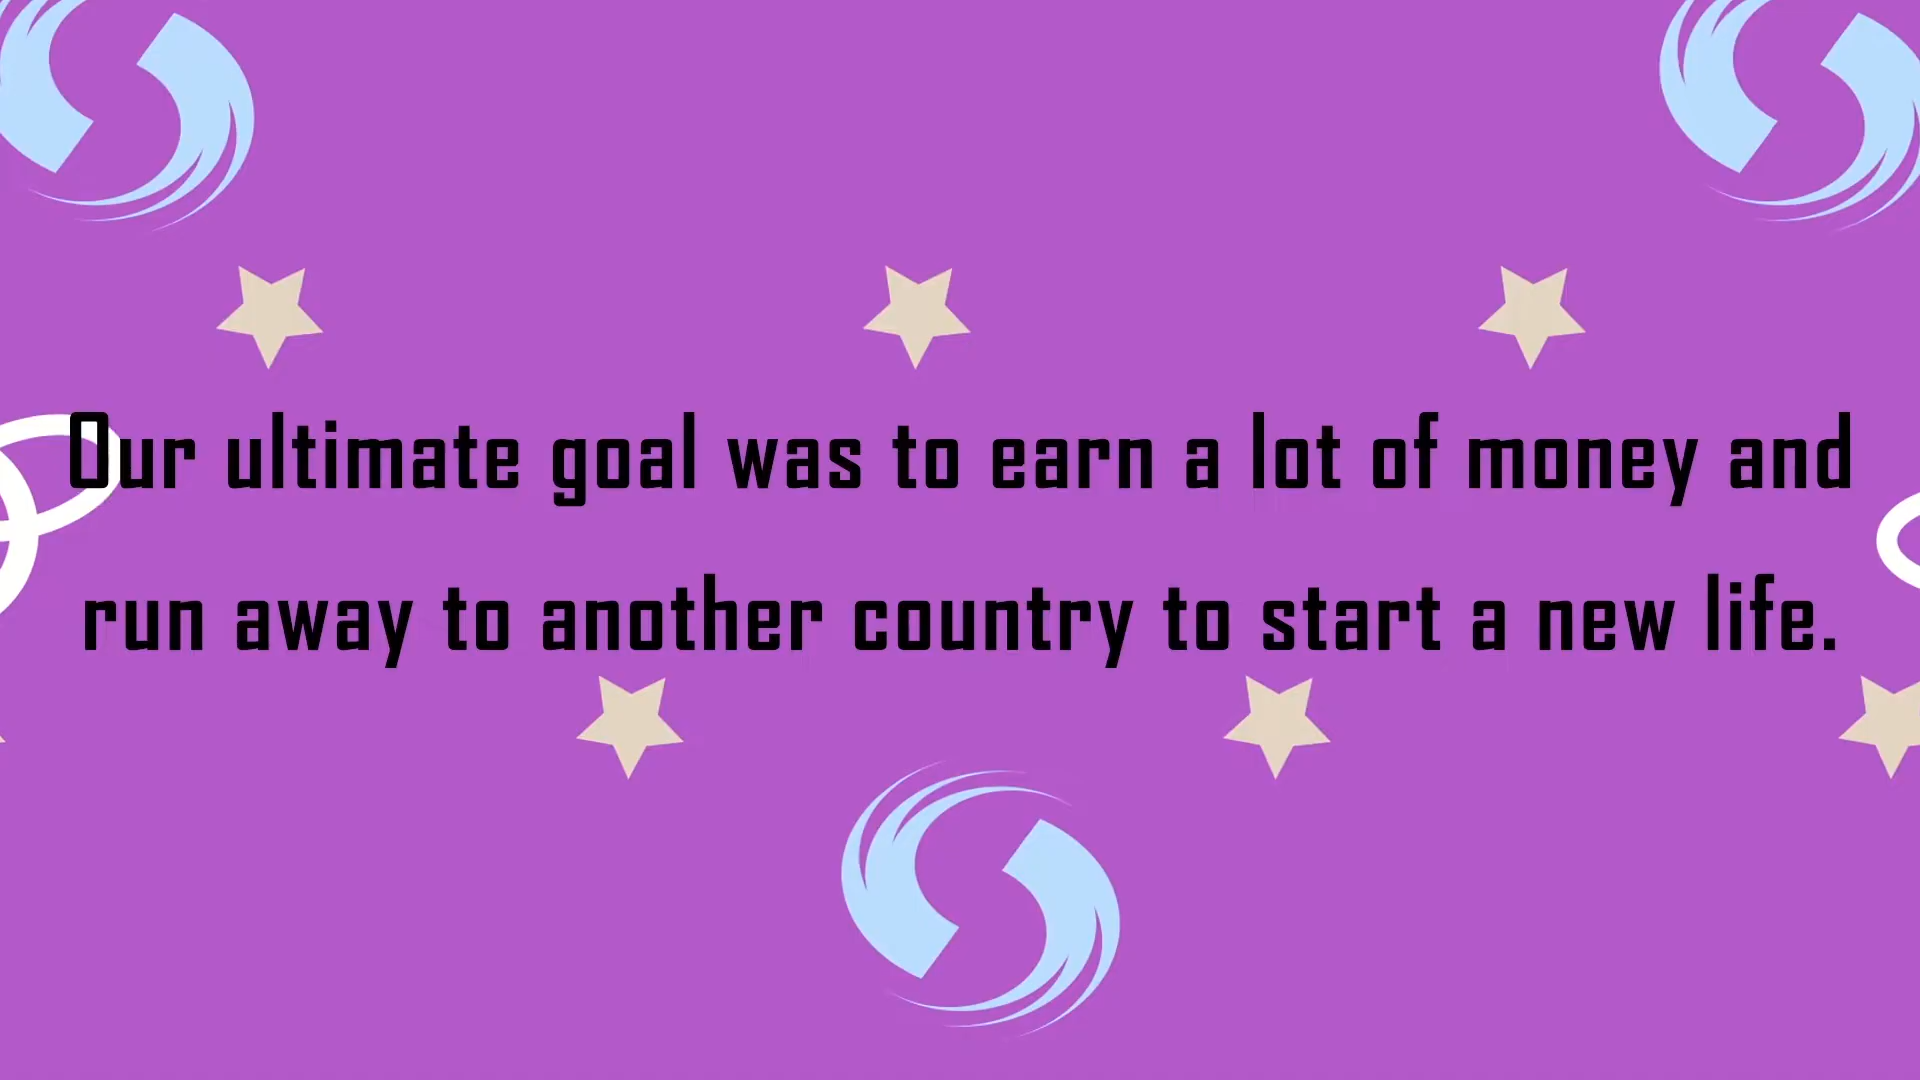 Our ultimate goal was to earn a lot of money and
run away to another country to start a new life.